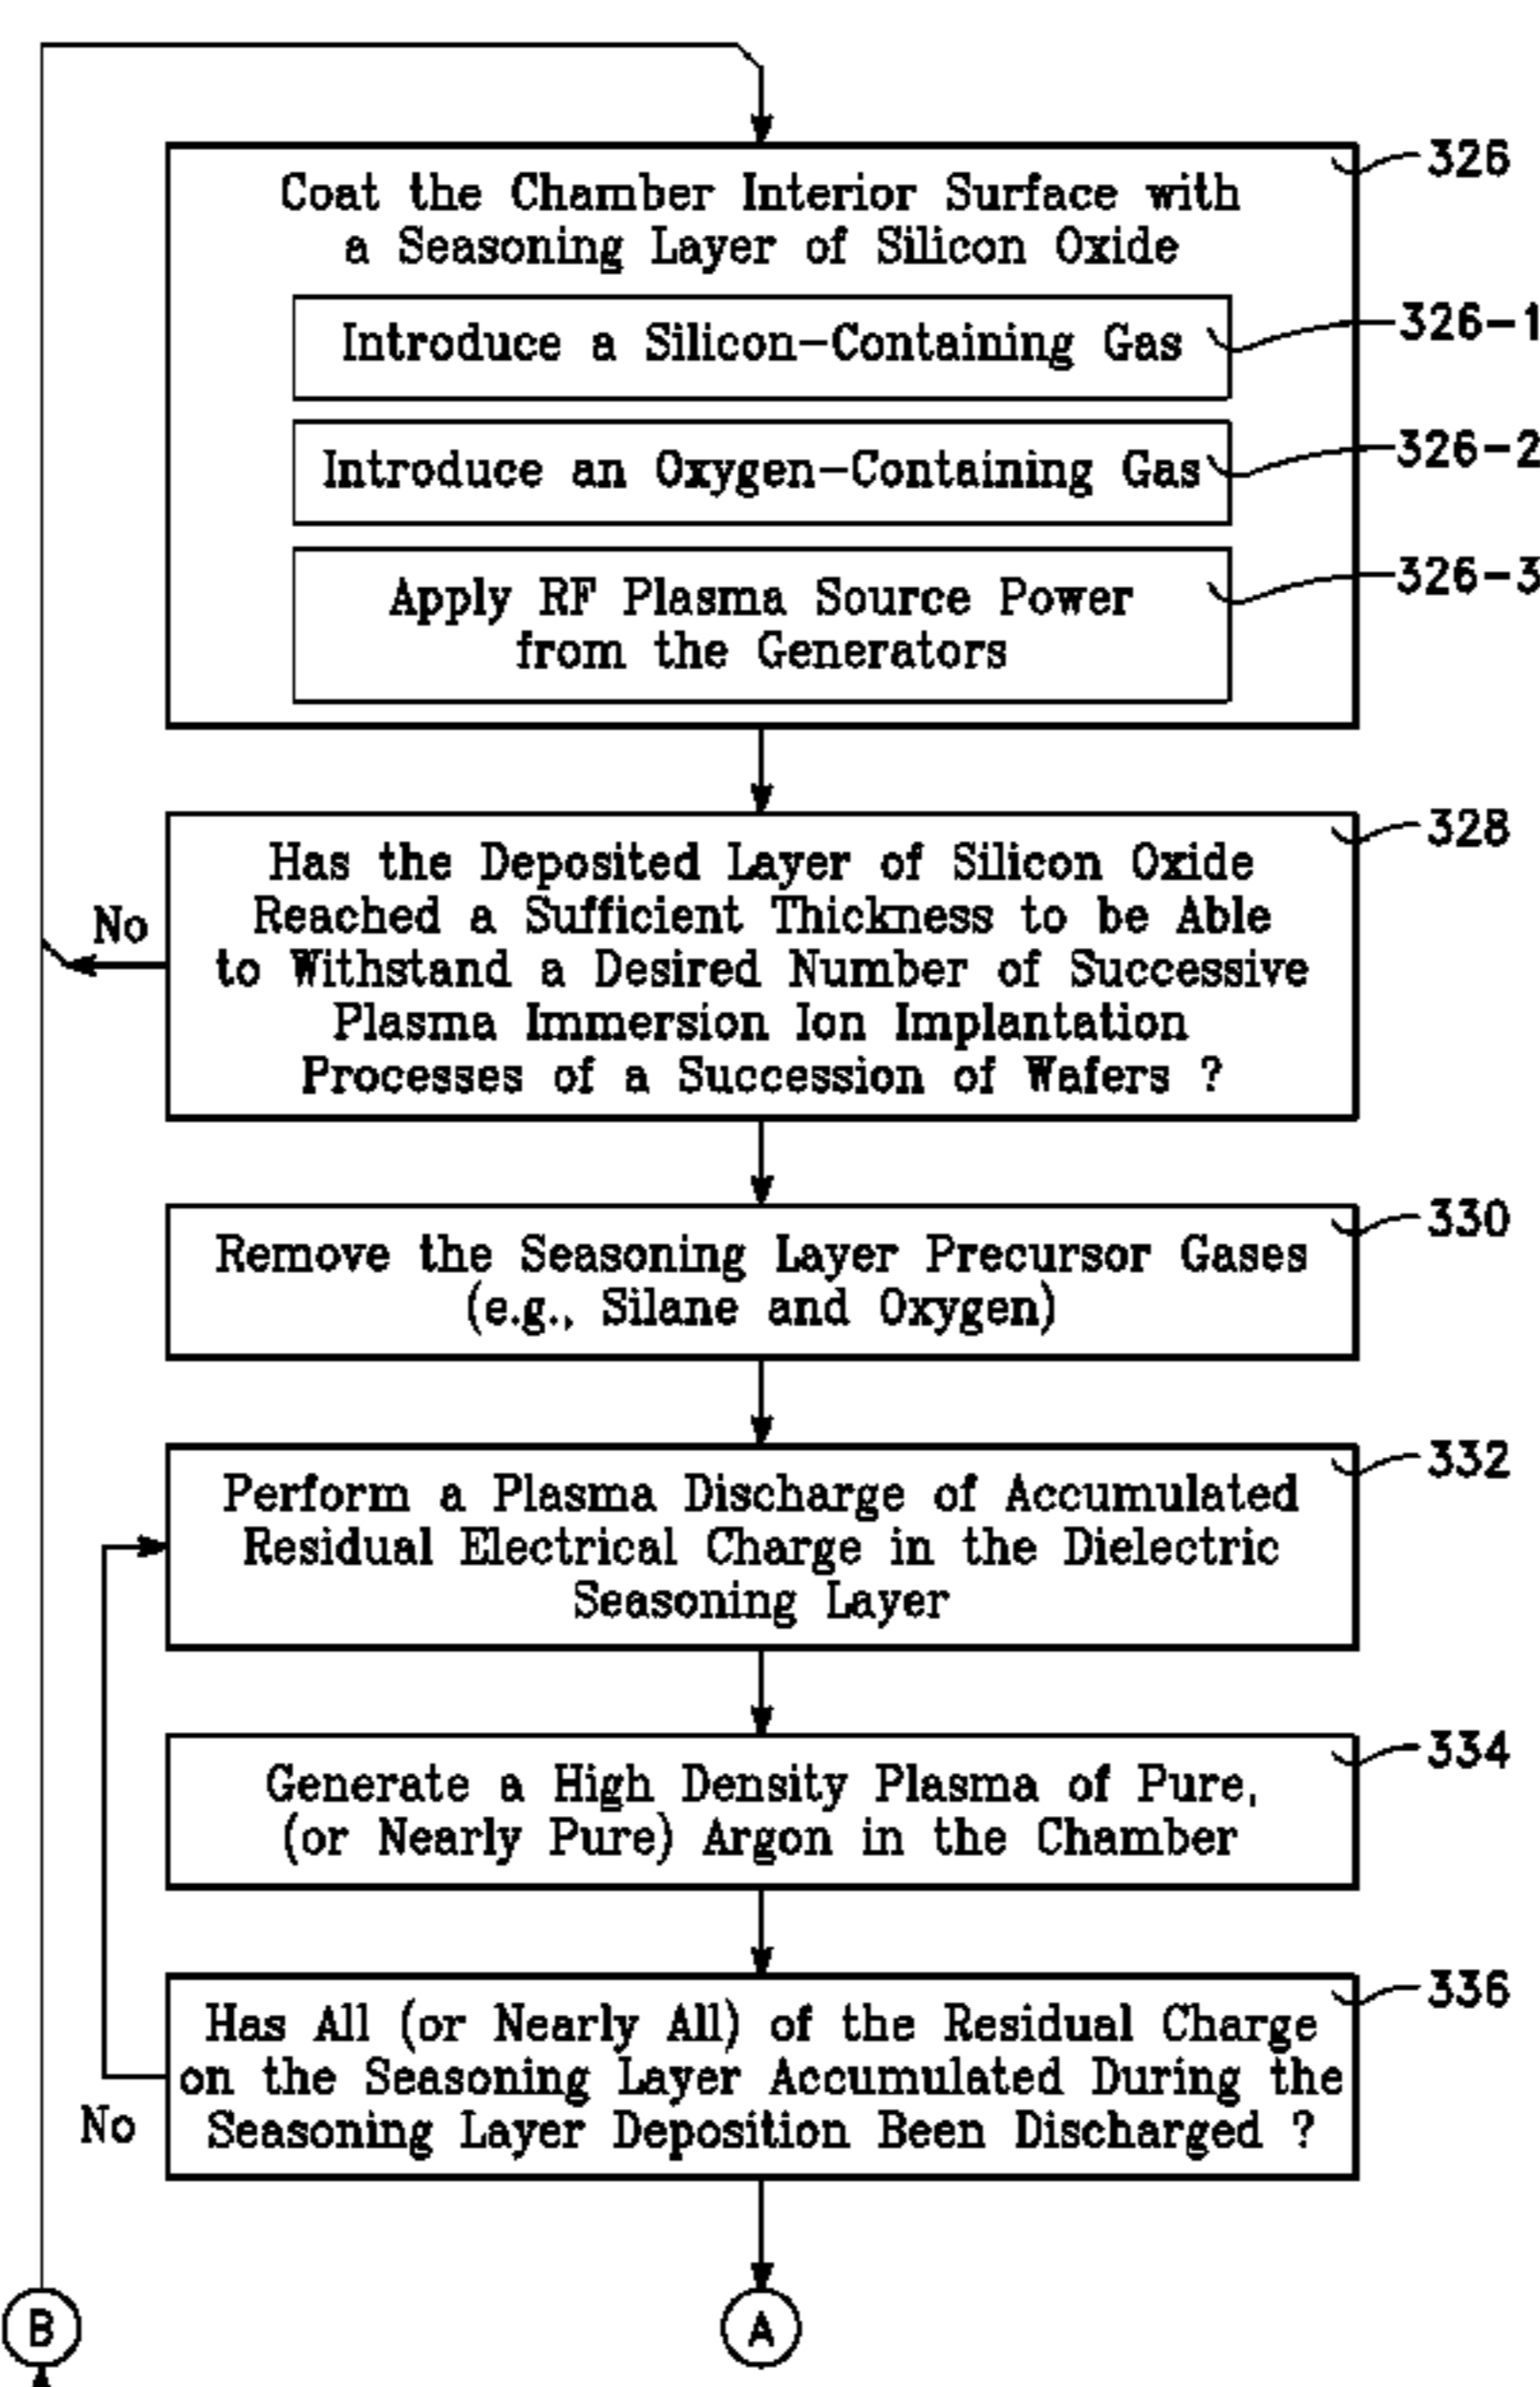 Coat the Chamber Interior Surface with
a Seasoning Layer of Silicon Oxide
326
Introduce a Silicon-Containing Gas
326-1
Introduce an Oxygen-Containing Gas
326-2
Apply RF Plasma Source Power
from the Generators
326-3
Has the Deposited Layer of Silicon Oxide
Reached a Sufficient Thickness to be Able
to Withstand a Desired Number of Successive
Plasma Immersion Ion Implantation
Processes of a Succession of Wafers ?
328
No
Remove the Seasoning Layer Precursor Gases
(e.g., Silane and Oxygen)
330
Perform a Plasma Discharge of Accumulated
Residual Electrical Charge in the Dielectric
Seasoning Layer
332
Generate a High Density Plasma of Pure,
(or Nearly Pure) Argon in the Chamber
334
Has All (or Nearly All) of the Residual Charge
on the Seasoning Layer Accumulated During the
Seasoning Layer Deposition Been Discharged ?
336
No
B
A